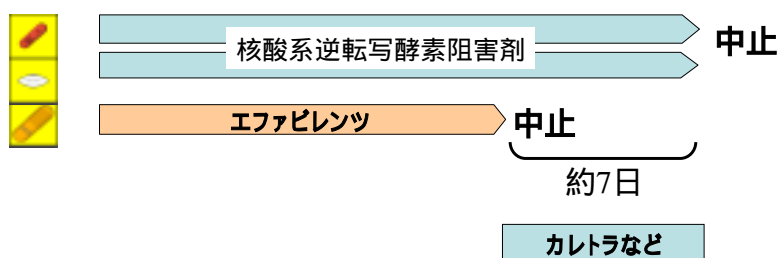 核酸系逆転写酵素阻害剤
中止
エファビレンツ
中止
約7日
カレトラなど